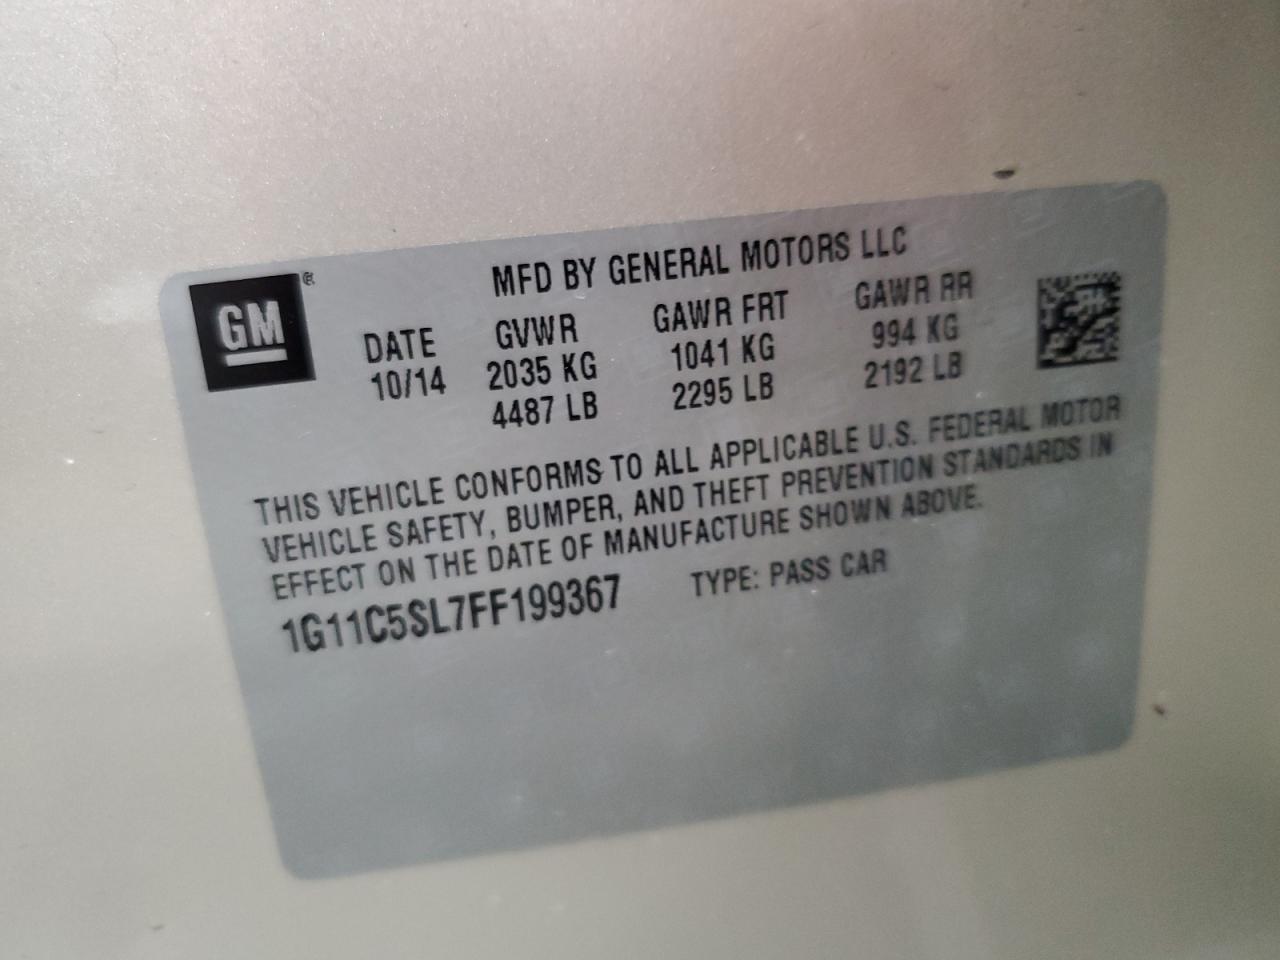 GM®
MFD BY GENERAL MOTORS LLC
DATE GVWR GAWR FRT GAWR RR
10/14 2035 KG 1041 KG 994 KG
4487 LB 2295 LB 2192 LB
THIS VEHICLE CONFORMS TO ALL APPLICABLE U.S. FEDERAL MOTOR
VEHICLE SAFETY, BUMPER, AND THEFT PREVENTION STANDARDS IN
EFFECT ON THE DATE OF MANUFACTURE SHOWN ABOVE.
1G11C5SL7FF199367 TYPE: PASS CAR